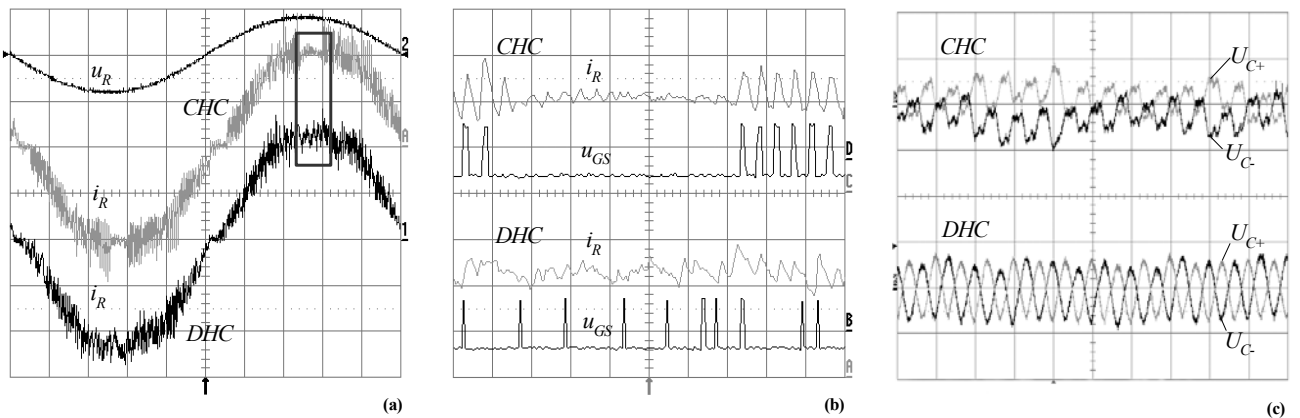 u_R
2
CHC
A
i_R
1
i_R
DHC
(a)
CHC
i_R
u_GS
D
C
DHC
i_R
u_GS
B
A
(b)
CHC
U_C+
U_C-
DHC
U_C+
U_C-
(c)